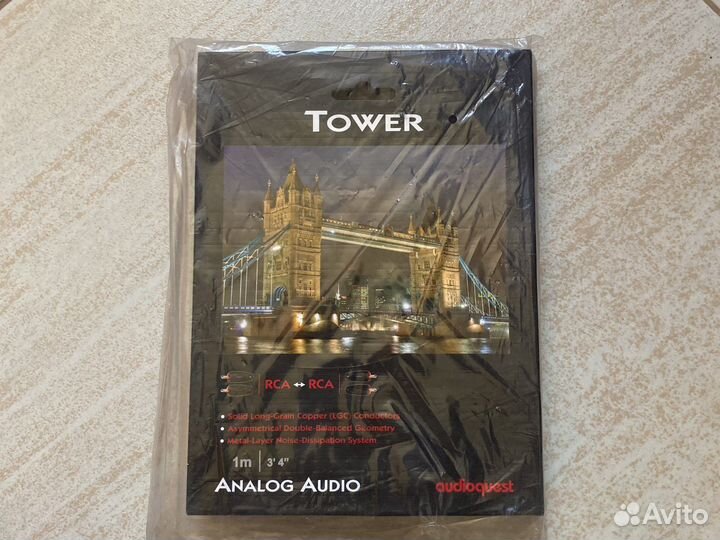 TOWER
RCA ↔ RCA
• Solid Long-Grain Copper (LGC) Conductors
• Asymmetrical Double-Balanced Geometry
• Metal-Layer Noise-Dissipation System
1m | 3' 4"
ANALOG AUDIO
audioquest
Avito